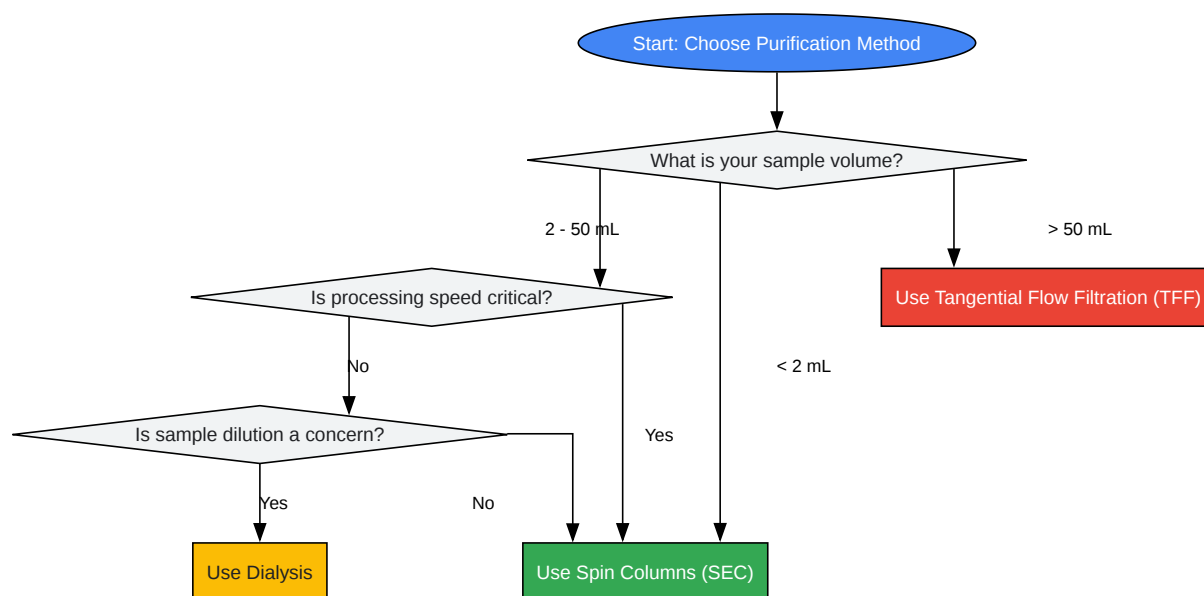 Start: Choose Purification Method
What is your sample volume?
2 - 50 mL
> 50 mL
Is processing speed critical?
Use Tangential Flow Filtration (TFF)
No
< 2 mL
Is sample dilution a concern?
Yes
Yes
No
Use Dialysis
Use Spin Columns (SEC)